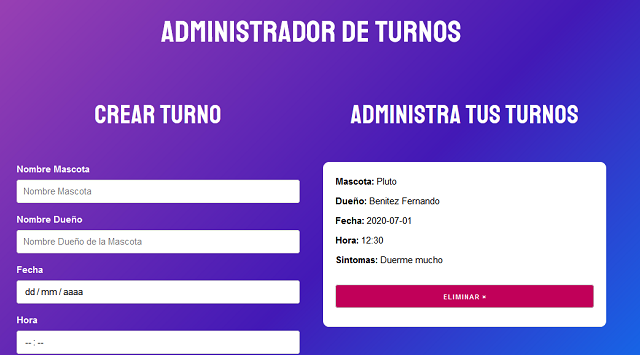 ADMINISTRADOR DE TURNOS
CREAR TURNO
Nombre Mascota
Nombre Mascota
Nombre Dueño
Nombre Dueño de la Mascota
Fecha
dd/mm/aaaa
Hora
--:--
ADMINISTRA TUS TURNOS
Mascota: Pluto
Dueño: Benitez Fernando
Fecha: 2020-07-01
Hora: 12:30
Sintomas: Duerme mucho
ELIMINAR ×